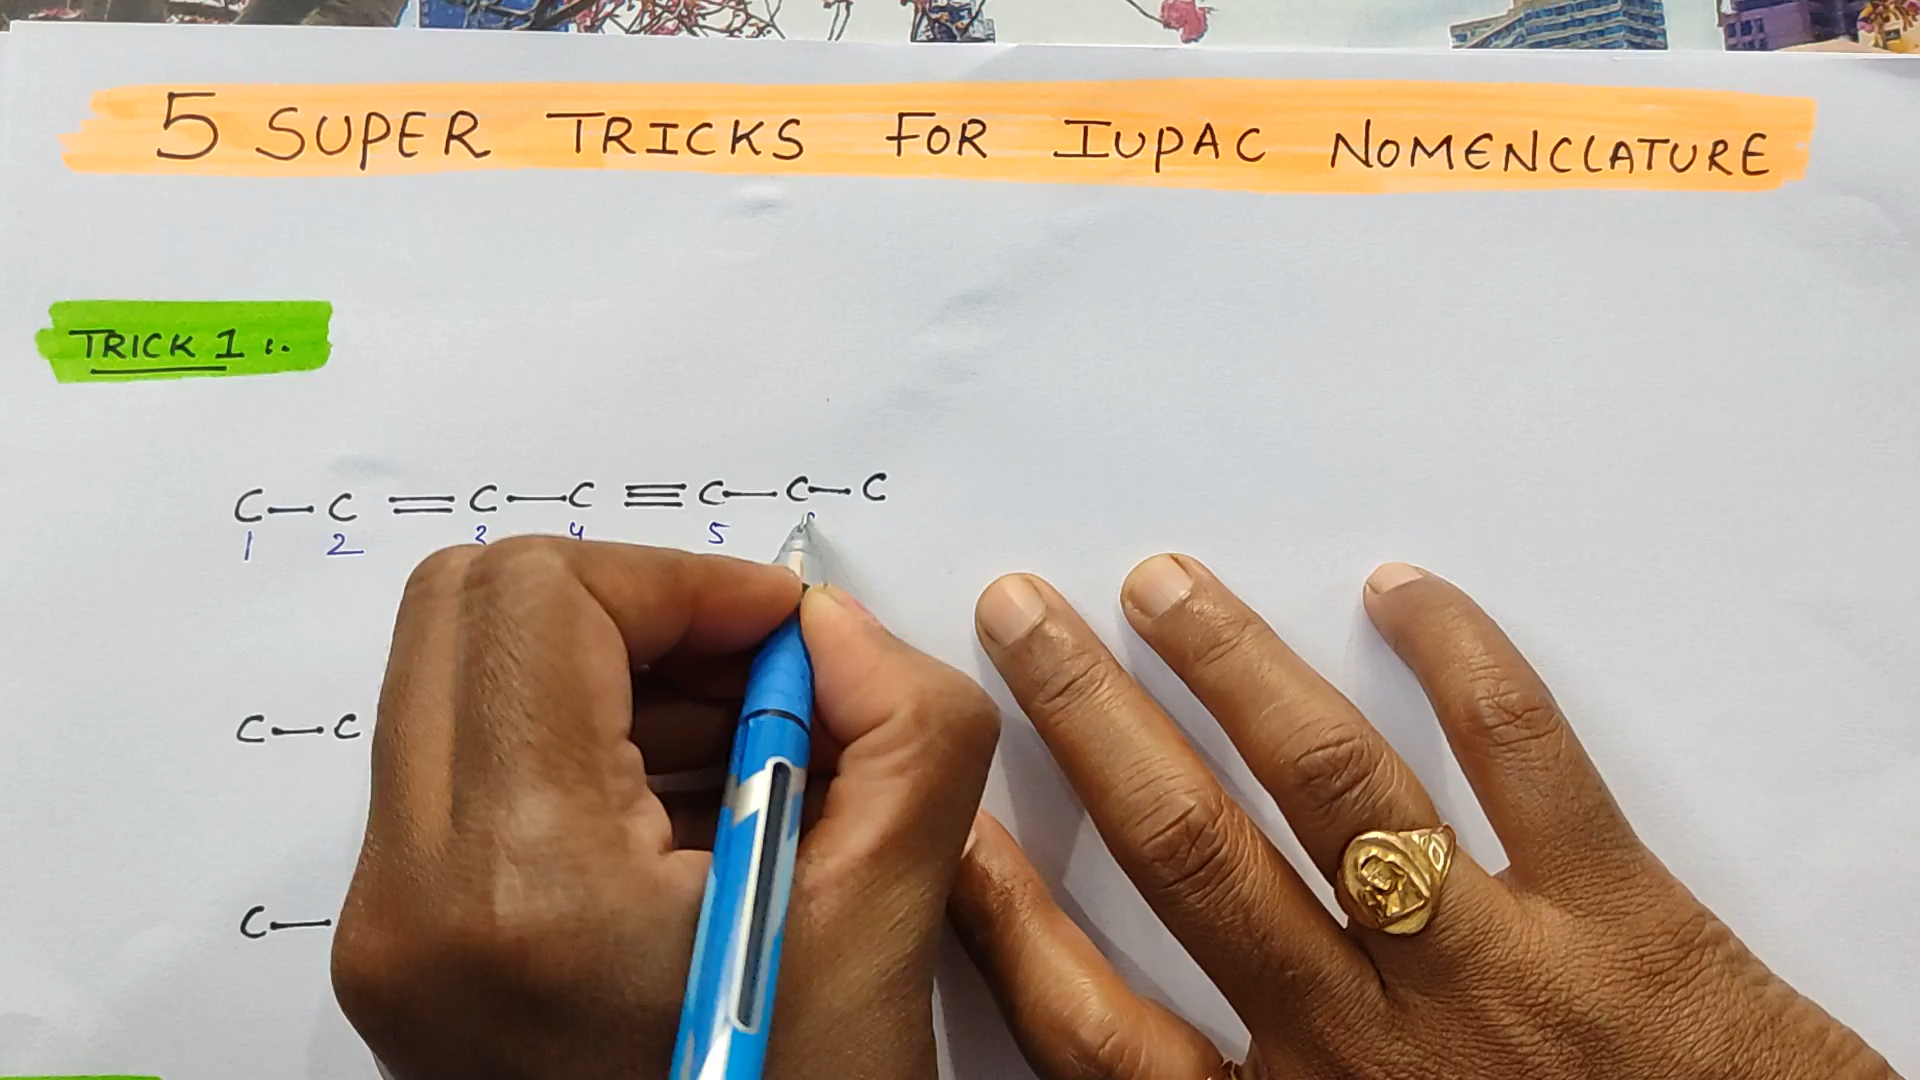 5 SUPER TRICKS FOR IUPAC NOMENCLATURE
TRICK 1 :.
C—C=C—C≡C—C—C
1 2 3 4 5
C—C
C—